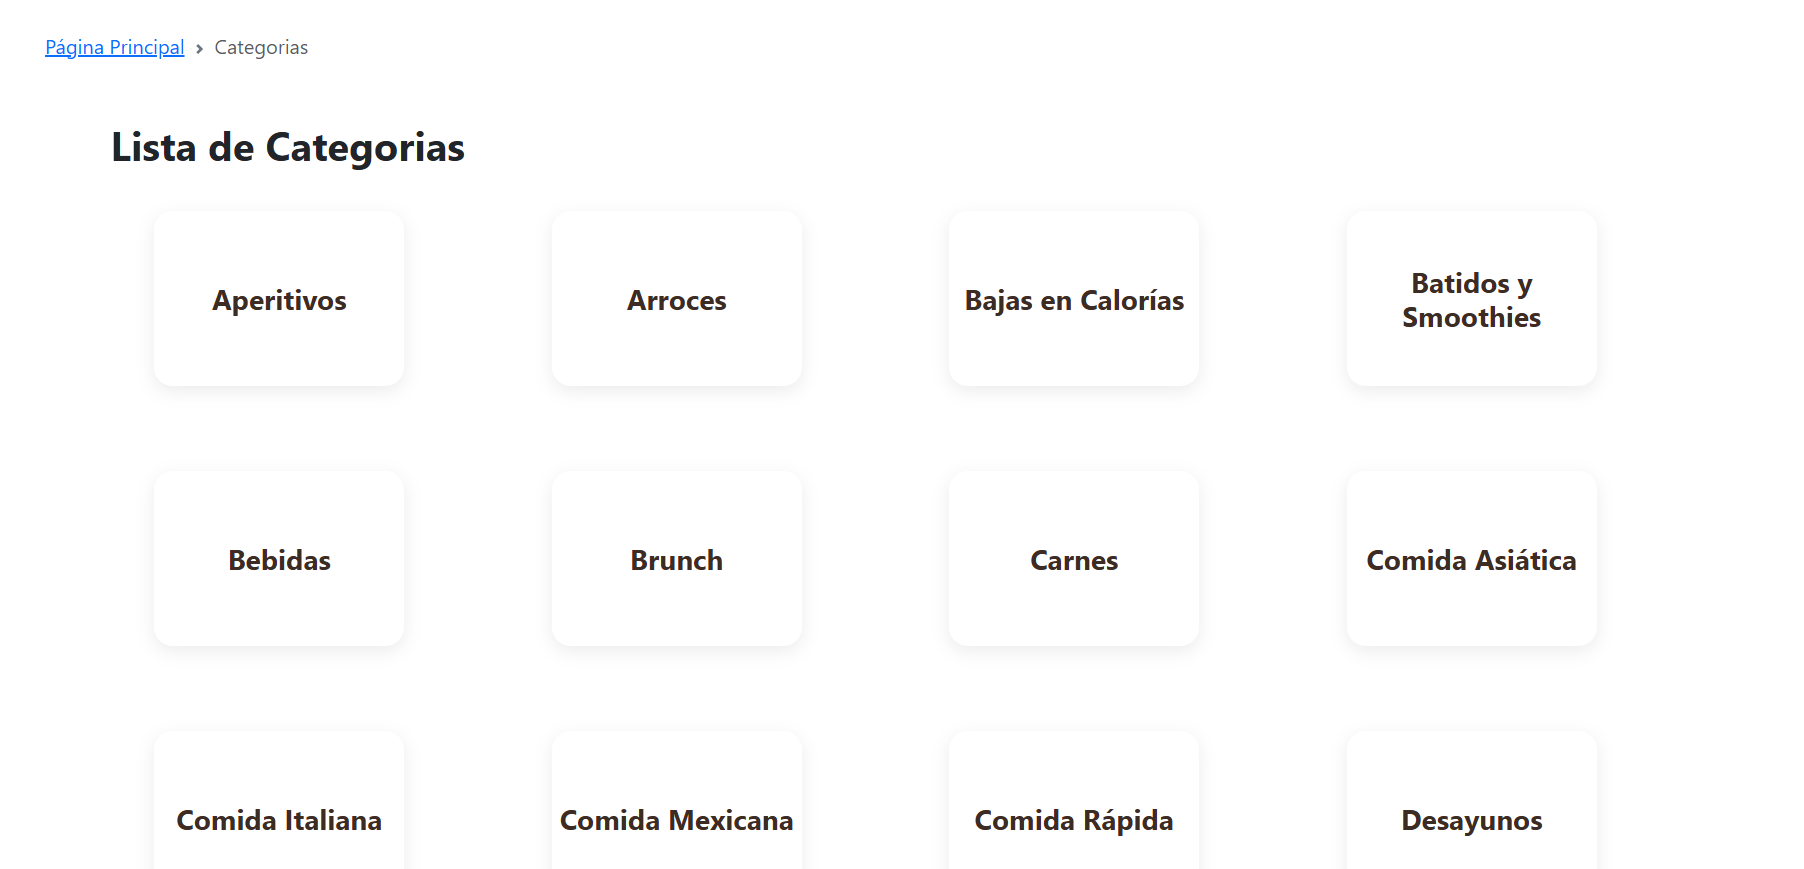 Página Principal › Categorias
Lista de Categorias
Aperitivos
Arroces
Bajas en Calorías
Batidos y
Smoothies
Bebidas
Brunch
Carnes
Comida Asiática
Comida Italiana
Comida Mexicana
Comida Rápida
Desayunos